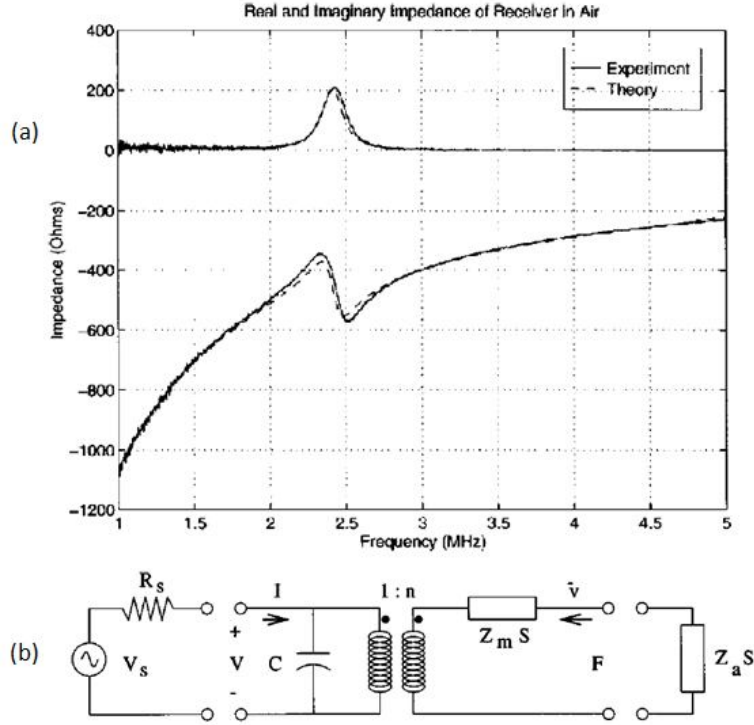 Real and Imaginary Impedance of Receiver in Air
(a)
Impedance (Ohms)
400
200
0
-200
-400
-600
-800
-1000
-1200
Experiment
Theory
1 1.5 2 2.5 3 3.5 4 4.5 5
Frequency (MHz)
(b)
R s I 1 : n v
+ Z m S
V s V C F Z a S
-